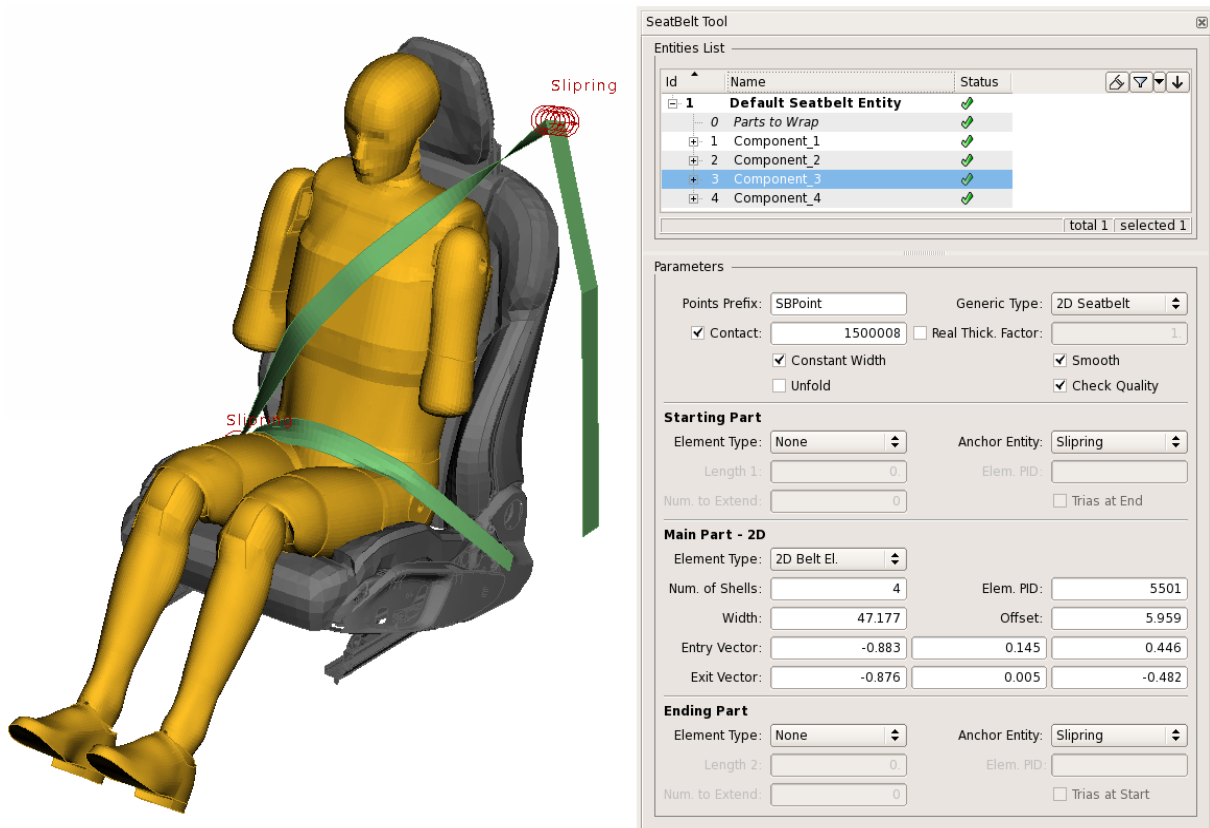 Slipring
Slipring
SeatBelt Tool
Entities List
Id Name Status
1 Default Seatbelt Entity
0 Parts to Wrap
1 Component_1
2 Component_2
3 Component_3
4 Component_4
total 1 selected 1
Parameters
Points Prefix: SBPoint Generic Type: 2D Seatbelt
Contact: 1500008 Real Thick. Factor: 1.
Constant Width Smooth
Unfold Check Quality
Starting Part
Element Type: None Anchor Entity: Slipring
Length 1: 0. Elem. PID:
Num. to Extend: 0 Trias at End
Main Part - 2D
Element Type: 2D Belt El.
Num. of Shells: 4 Elem. PID: 5501
Width: 47.177 Offset: 5.959
Entry Vector: -0.883 0.145 0.446
Exit Vector: -0.876 0.005 -0.482
Ending Part
Element Type: None Anchor Entity: Slipring
Length 2: 0. Elem. PID:
Num. to Extend: 0 Trias at Start